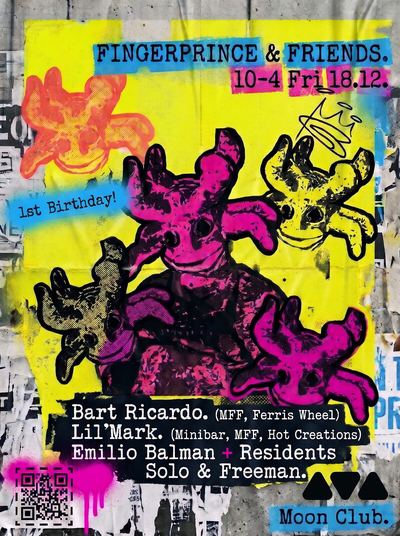 FINGERPRINCE & FRIENDS.
10-4 Fri 18.12.
1st Birthday!
Bart Ricardo. (MFF, Ferris Wheel)
Lil'Mark. (Minibar, MFF, Hot Creations)
Emilio Balman + Residents
Solo & Freeman.
Moon Club.